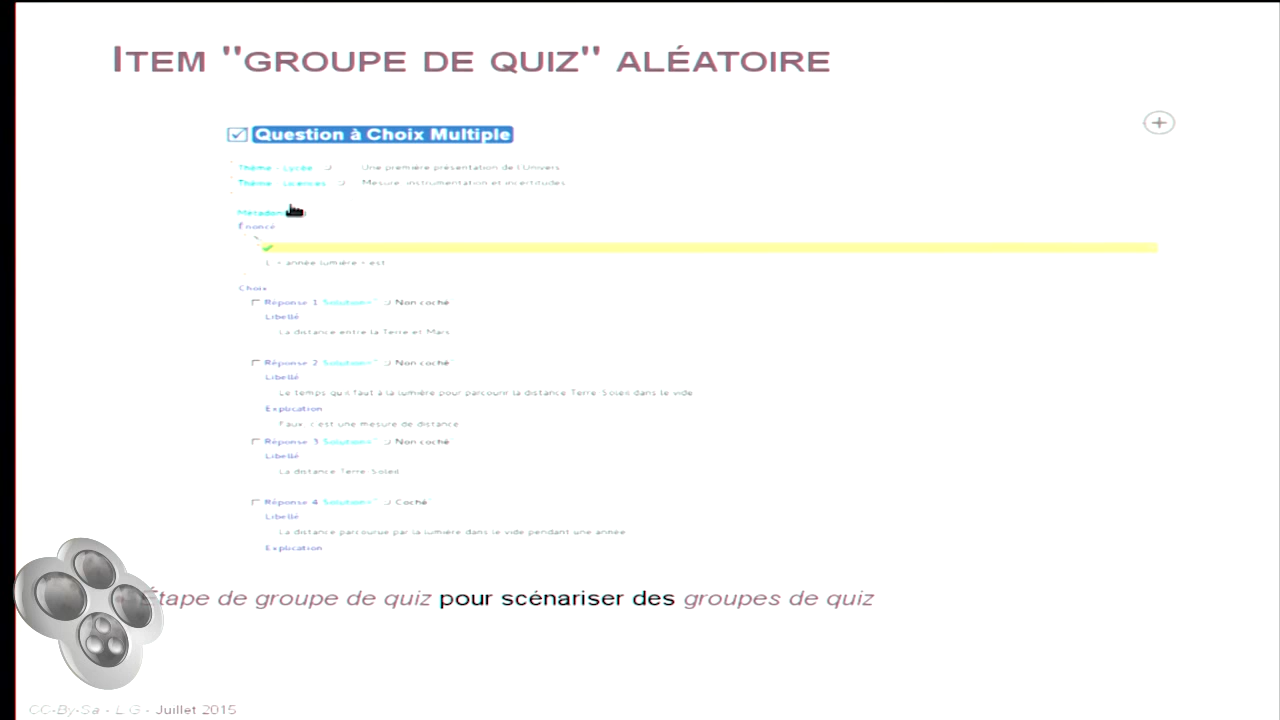 ITEM "GROUPE DE QUIZ" ALÉATOIRE
Question à Choix Multiple
Thème - Lycée Une première présentation de l'Univers
Thème Licences Mesure, instrumentation et incertitudes
Énoncé
L' « année lumière » est
Choix
Réponse 1 Solution Non coché
Libellé
La distance entre la Terre et Mars
Réponse 2 Solution Non coché
Libellé
Le temps qu'il faut à la lumière pour parcourir la distance Terre-Soleil dans le vide
Explication
Faux, c'est une mesure de distance
Réponse 3 Solution Non coché
Libellé
La distance Terre-Soleil
Réponse 4 Solution Coché
Libellé
La distance parcourue par la lumière dans le vide pendant une année
Explication
Étape de groupe de quiz pour scénariser des groupes de quiz
CC-By-Sa - LG - Juillet 2015